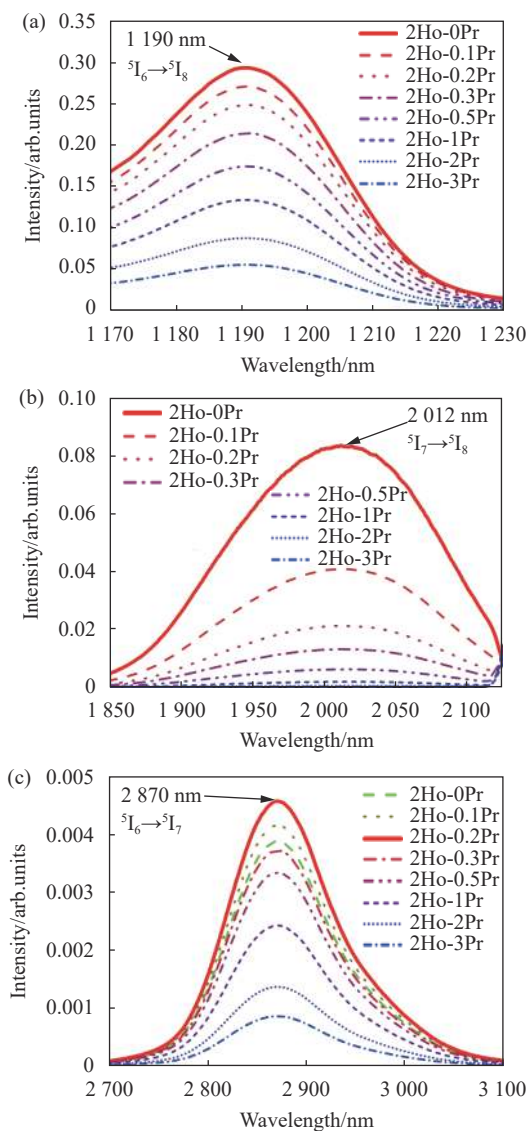 (a)
1 190 nm
⁵I₆→⁵I₈
2Ho-0Pr
2Ho-0.1Pr
2Ho-0.2Pr
2Ho-0.3Pr
2Ho-0.5Pr
2Ho-1Pr
2Ho-2Pr
2Ho-3Pr
Intensity/arb.units
0.35
0.30
0.25
0.20
0.15
0.10
0.05
0
1 170 1 180 1 190 1 200 1 210 1 220 1 230
Wavelength/nm
(b)
2Ho-0Pr
2Ho-0.1Pr
2Ho-0.2Pr
2Ho-0.3Pr
2 012 nm
⁵I₇→⁵I₈
2Ho-0.5Pr
2Ho-1Pr
2Ho-2Pr
2Ho-3Pr
Intensity/arb.units
0.10
0.08
0.06
0.04
0.02
0
1 850 1 900 1 950 2 000 2 050 2 100
Wavelength/nm
(c)
2 870 nm
⁵I₆→⁵I₇
2Ho-0Pr
2Ho-0.1Pr
2Ho-0.2Pr
2Ho-0.3Pr
2Ho-0.5Pr
2Ho-1Pr
2Ho-2Pr
2Ho-3Pr
Intensity/arb.units
0.005
0.004
0.003
0.002
0.001
0
2 700 2 800 2 900 3 000 3 100
Wavelength/nm